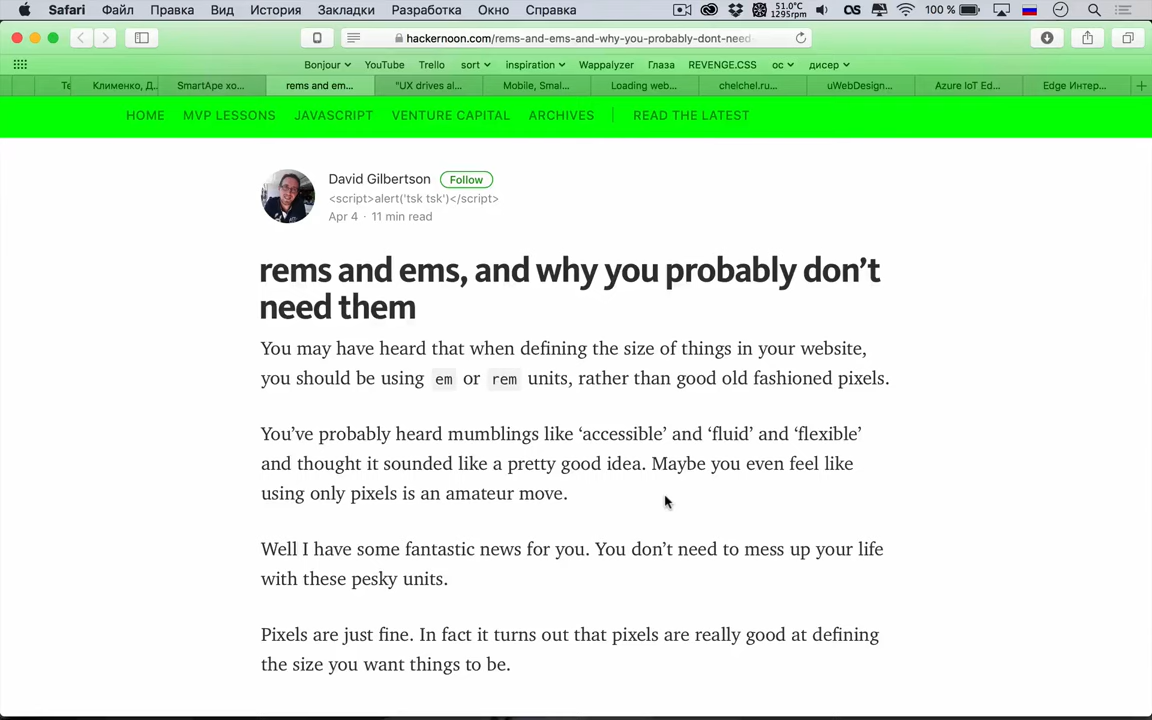 Safari Файл Правка Вид История Закладки Разработка Окно Справка 51.0°C 1295rpm 100 %
hackernoon.com/rems-and-ems-and-why-you-probably-dont-need-
Bonjour YouTube Trello sort inspiration Wappalyzer Глаза REVENGE.CSS ос дисер
Те Клименко, Д.. SmartApe хо... rems and em... "UX drives al... Mobile, Smal... Loading web... chelchel.ru... uWebDesign... Azure IoT Ed... Edge Интер...
HOME MVP LESSONS JAVASCRIPT VENTURE CAPITAL ARCHIVES READ THE LATEST
David Gilbertson Follow
<script>alert('tsk tsk')</script>
Apr 4 · 11 min read
rems and ems, and why you probably don’t
need them
You may have heard that when defining the size of things in your website,
you should be using em or rem units, rather than good old fashioned pixels.
You’ve probably heard mumblings like ‘accessible’ and ‘fluid’ and ‘flexible’
and thought it sounded like a pretty good idea. Maybe you even feel like
using only pixels is an amateur move.
Well I have some fantastic news for you. You don’t need to mess up your life
with these pesky units.
Pixels are just fine. In fact it turns out that pixels are really good at defining
the size you want things to be.